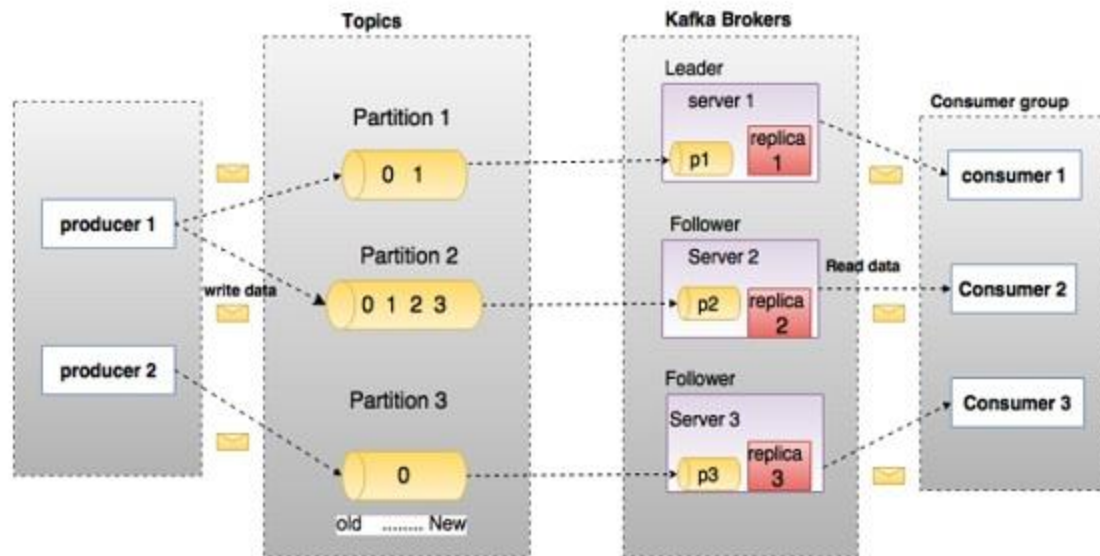 Topics
Kafka Brokers
Leader
server 1
Consumer group
Partition 1
0 1
p1
replica
1
consumer 1
producer 1
Follower
Partition 2
Server 2
Read data
write data
0 1 2 3
p2
replica
2
Consumer 2
producer 2
Follower
Partition 3
Server 3
Consumer 3
0
p3
replica
3
old ........ New